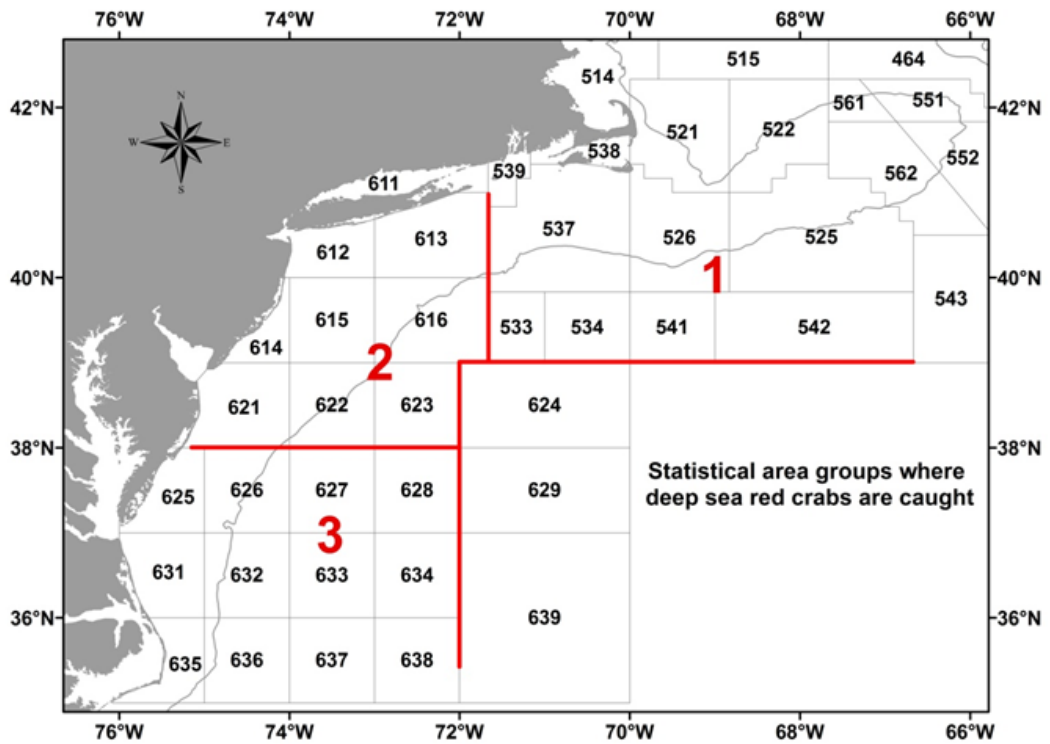 76°W 74°W 72°W 70°W 68°W 66°W
514 515 464
42°N 521 522 561 551 42°N
N
W E
S
538 552
539 562
611
613 537 526 525
612
40°N 1 40°N
543
615 616 533 534 541 542
614 2
621 622 623 624
38°N 38°N
Statistical area groups where
deep sea red crabs are caught
625 626 627 628 629
3
631 632 633 634
36°N 639 36°N
635 636 637 638
76°W 74°W 72°W 70°W 68°W 66°W